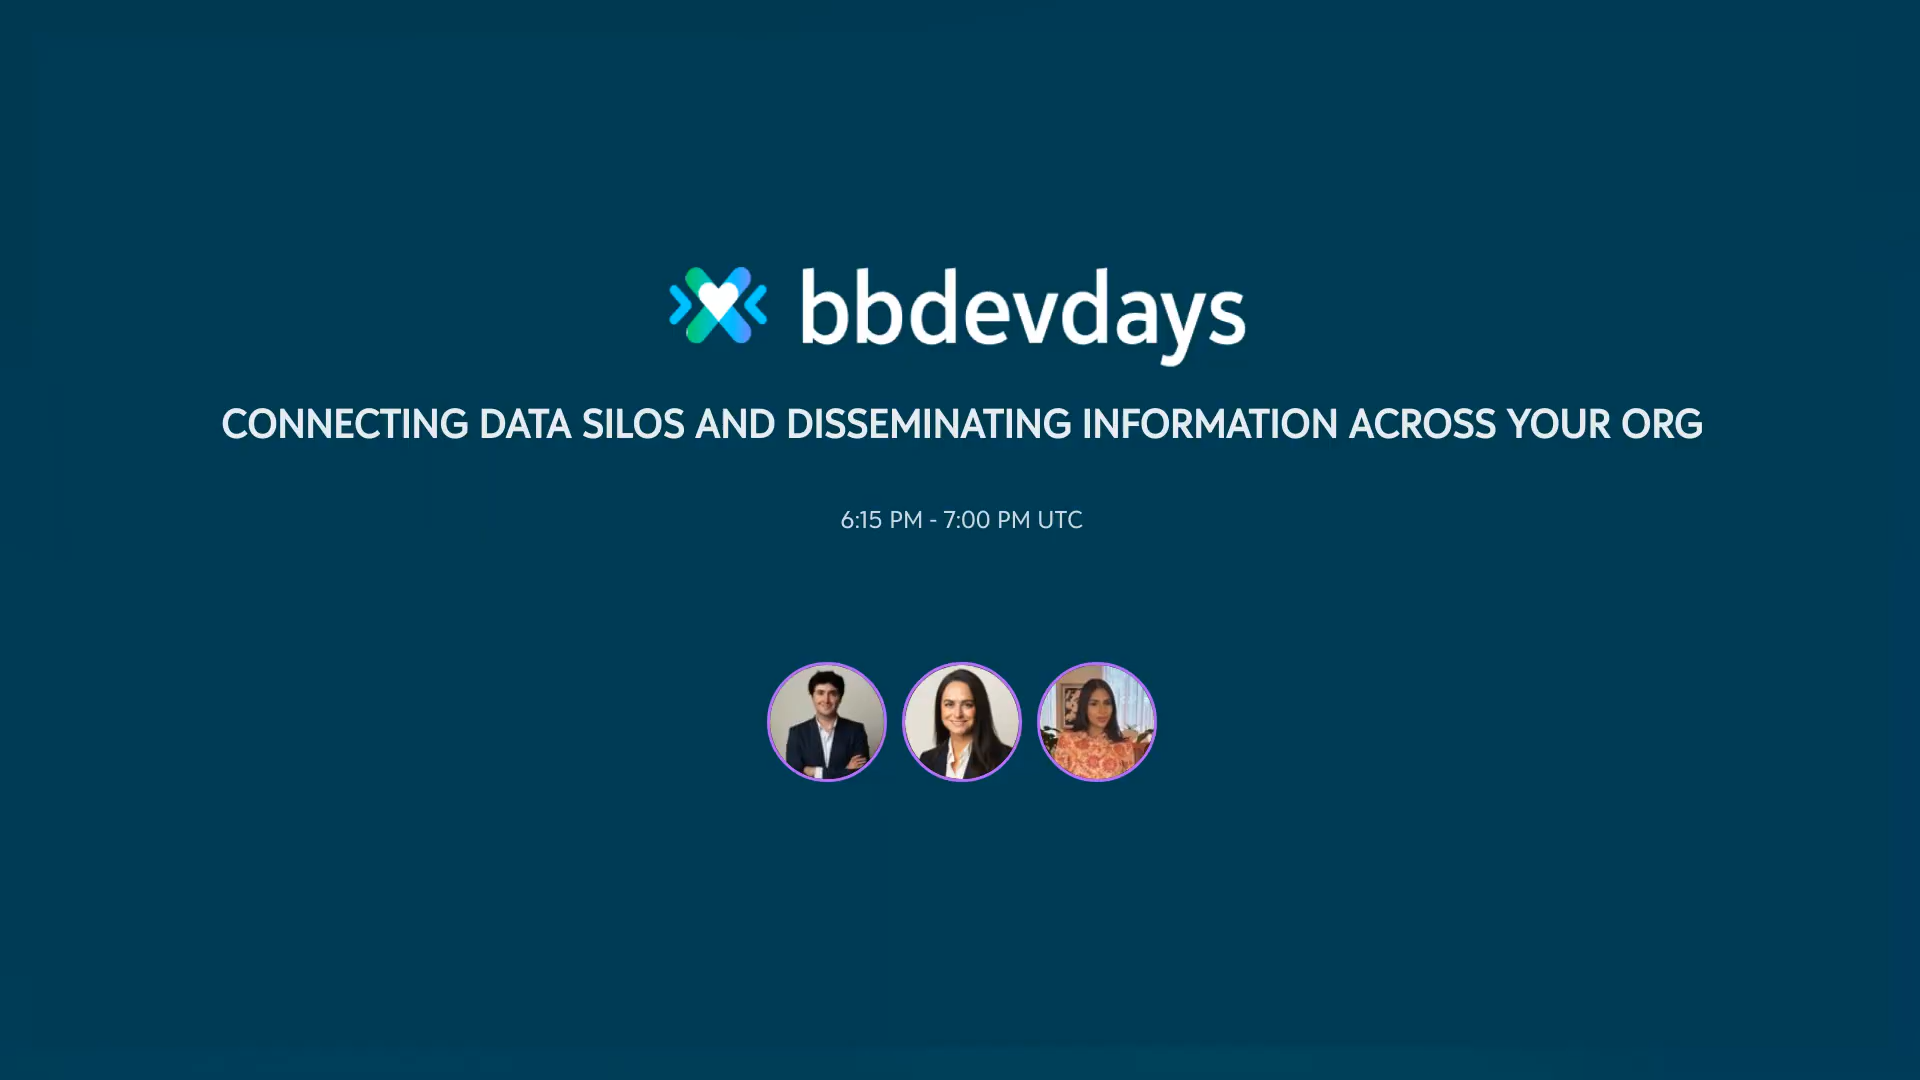 bbdevdays
CONNECTING DATA SILOS AND DISSEMINATING INFORMATION ACROSS YOUR ORG
6:15 PM - 7:00 PM UTC